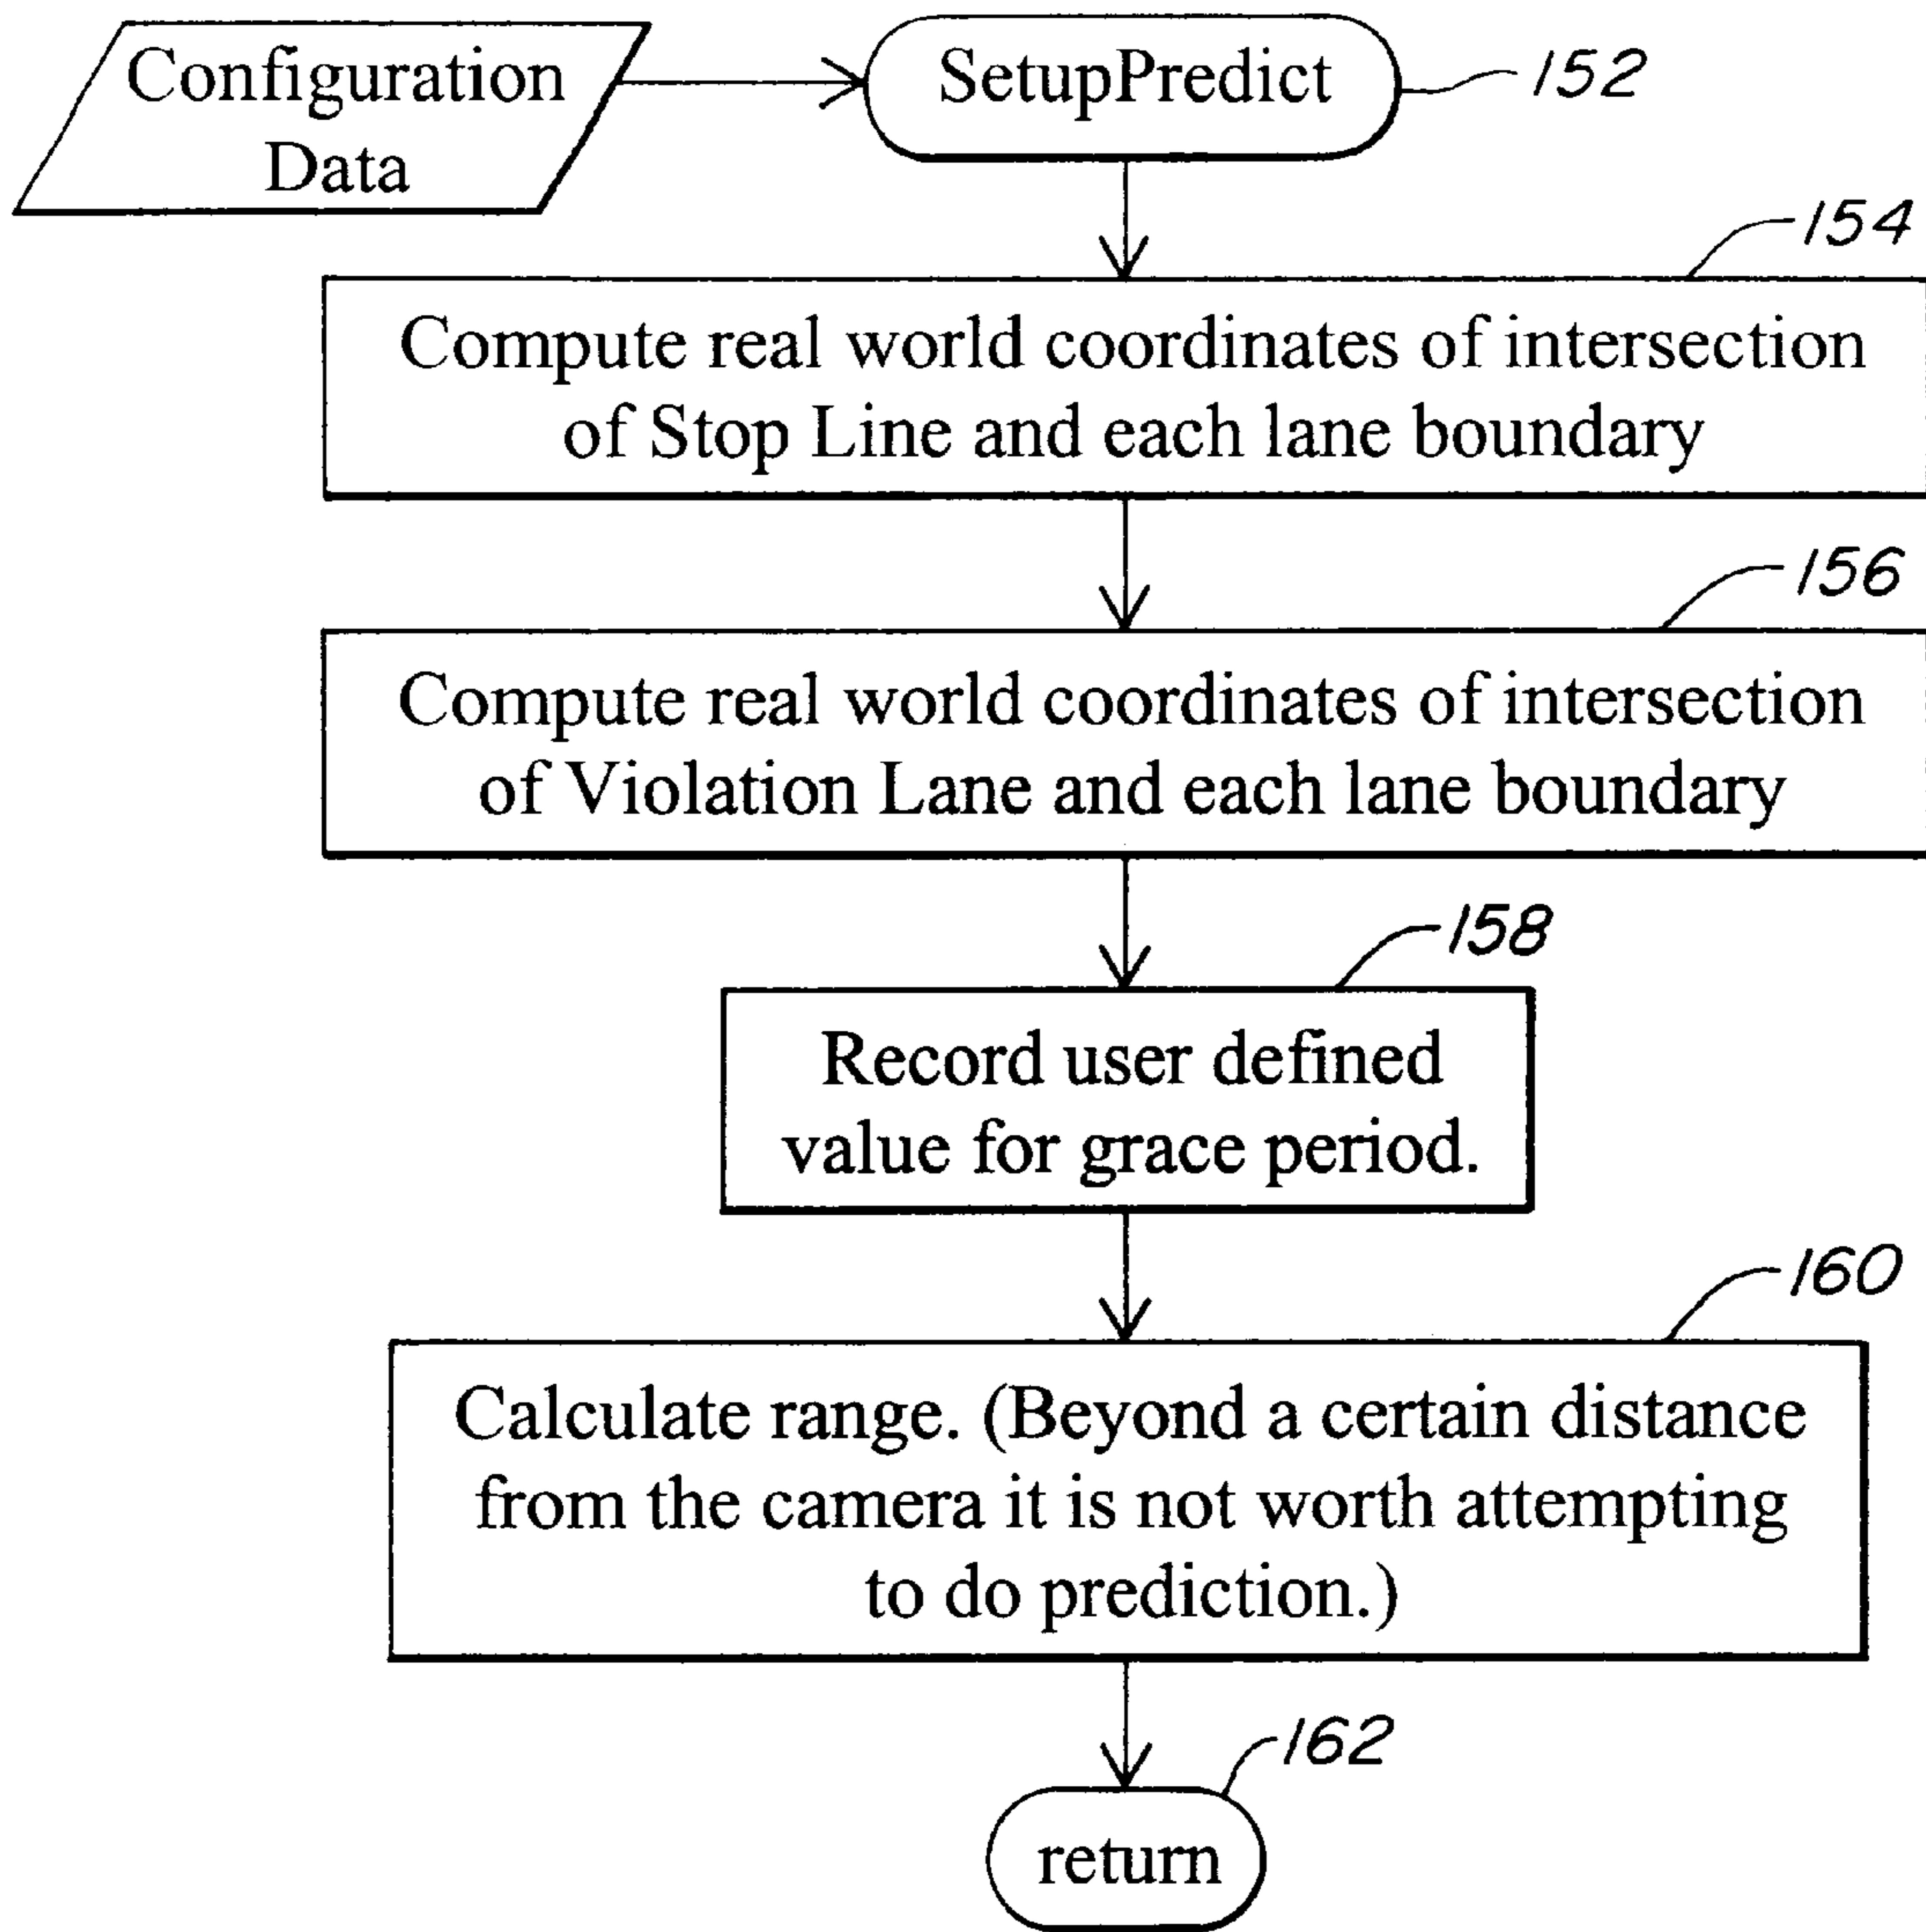 Configuration
Data
SetupPredict
152
154
Compute real world coordinates of intersection
of Stop Line and each lane boundary
156
Compute real world coordinates of intersection
of Violation Lane and each lane boundary
158
Record user defined
value for grace period.
160
Calculate range. (Beyond a certain distance
from the camera it is not worth attempting
to do prediction.)
162
return